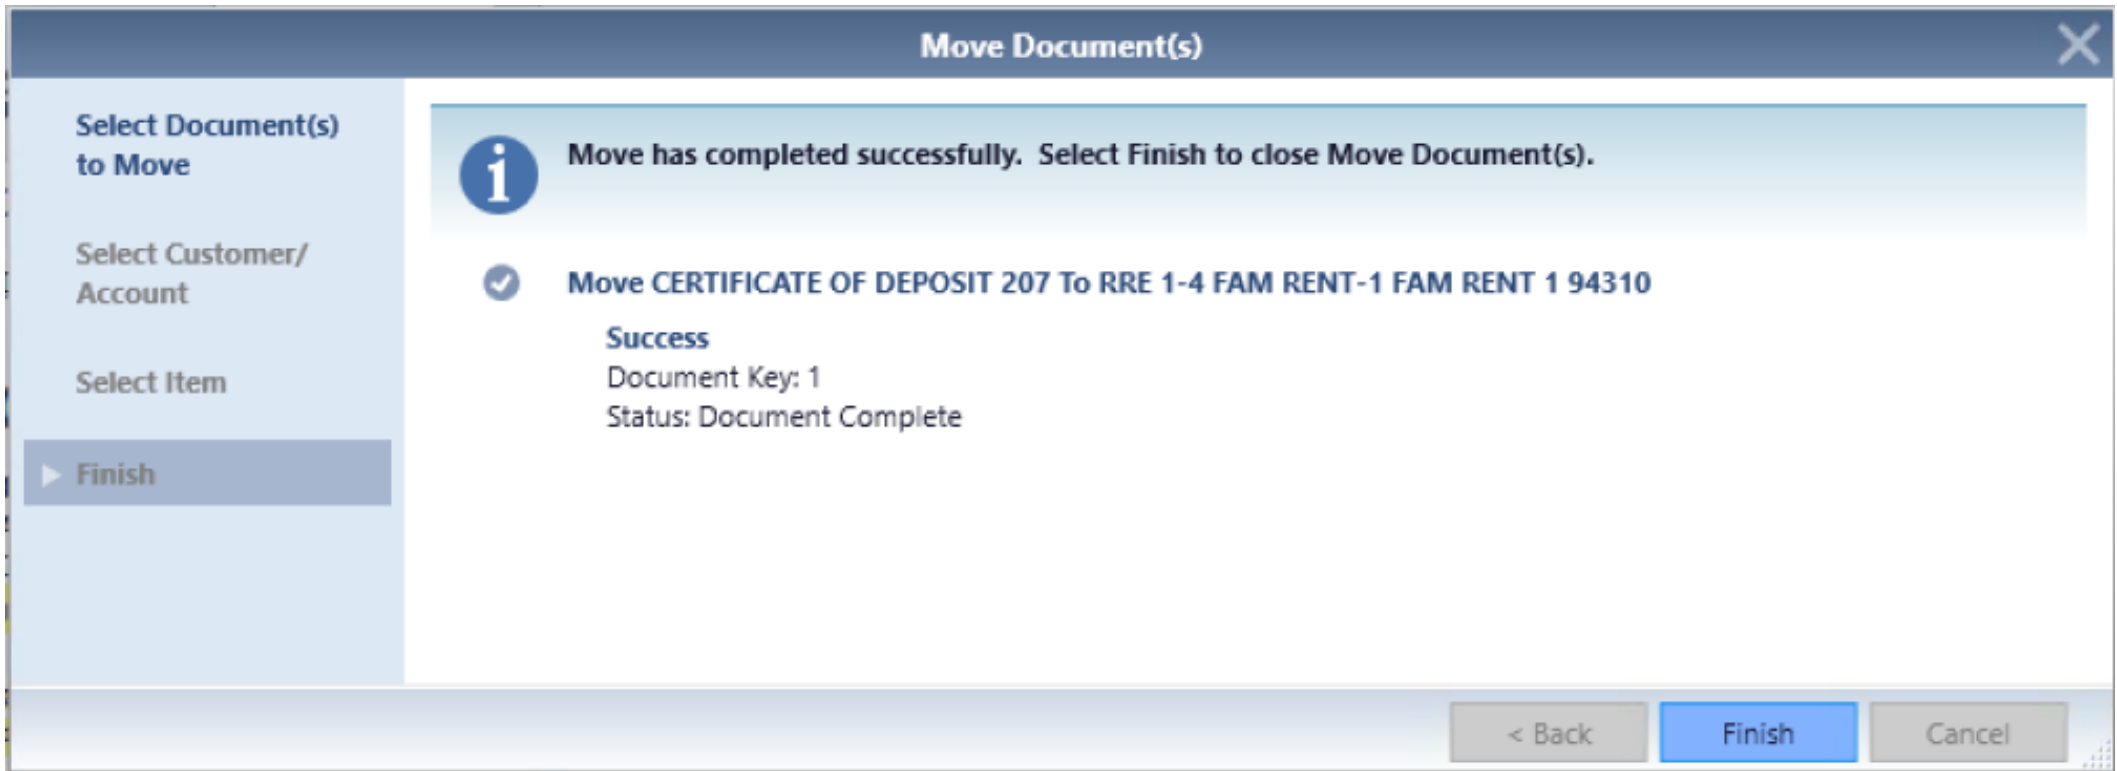 Move Document(s)
Select Document(s)
to Move
Select Customer/
Account
Select Item
Finish
Move has completed successfully.  Select Finish to close Move Document(s).
Move CERTIFICATE OF DEPOSIT 207 To RRE 1-4 FAM RENT-1 FAM RENT 1 94310
Success
Document Key: 1
Status: Document Complete
< Back
Finish
Cancel